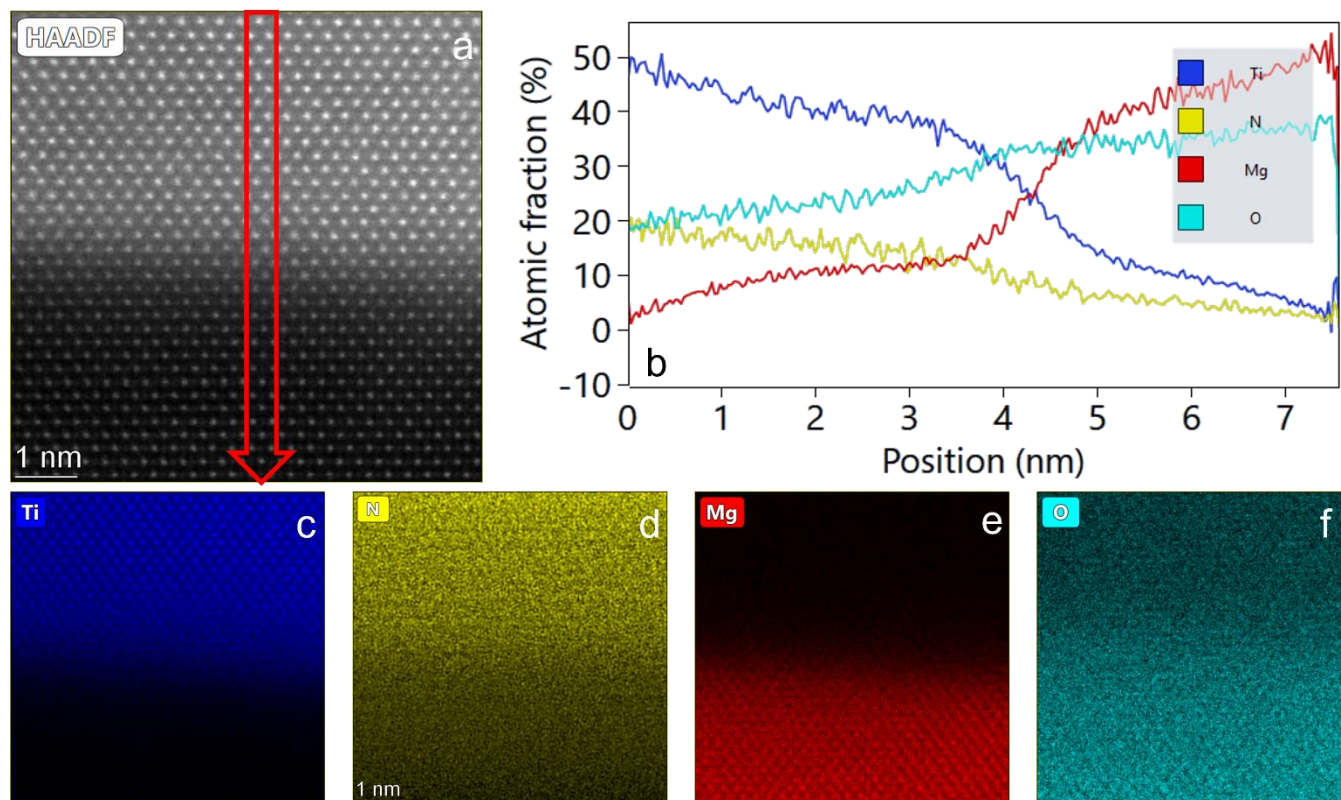 HAADF
a
1 nm
Atomic fraction (%)
50
40
30
20
10
0
-10
b
Ti
N
Mg
O
0 1 2 3 4 5 6 7
Position (nm)
Ti
c
N
d
1 nm
Mg
e
O
f